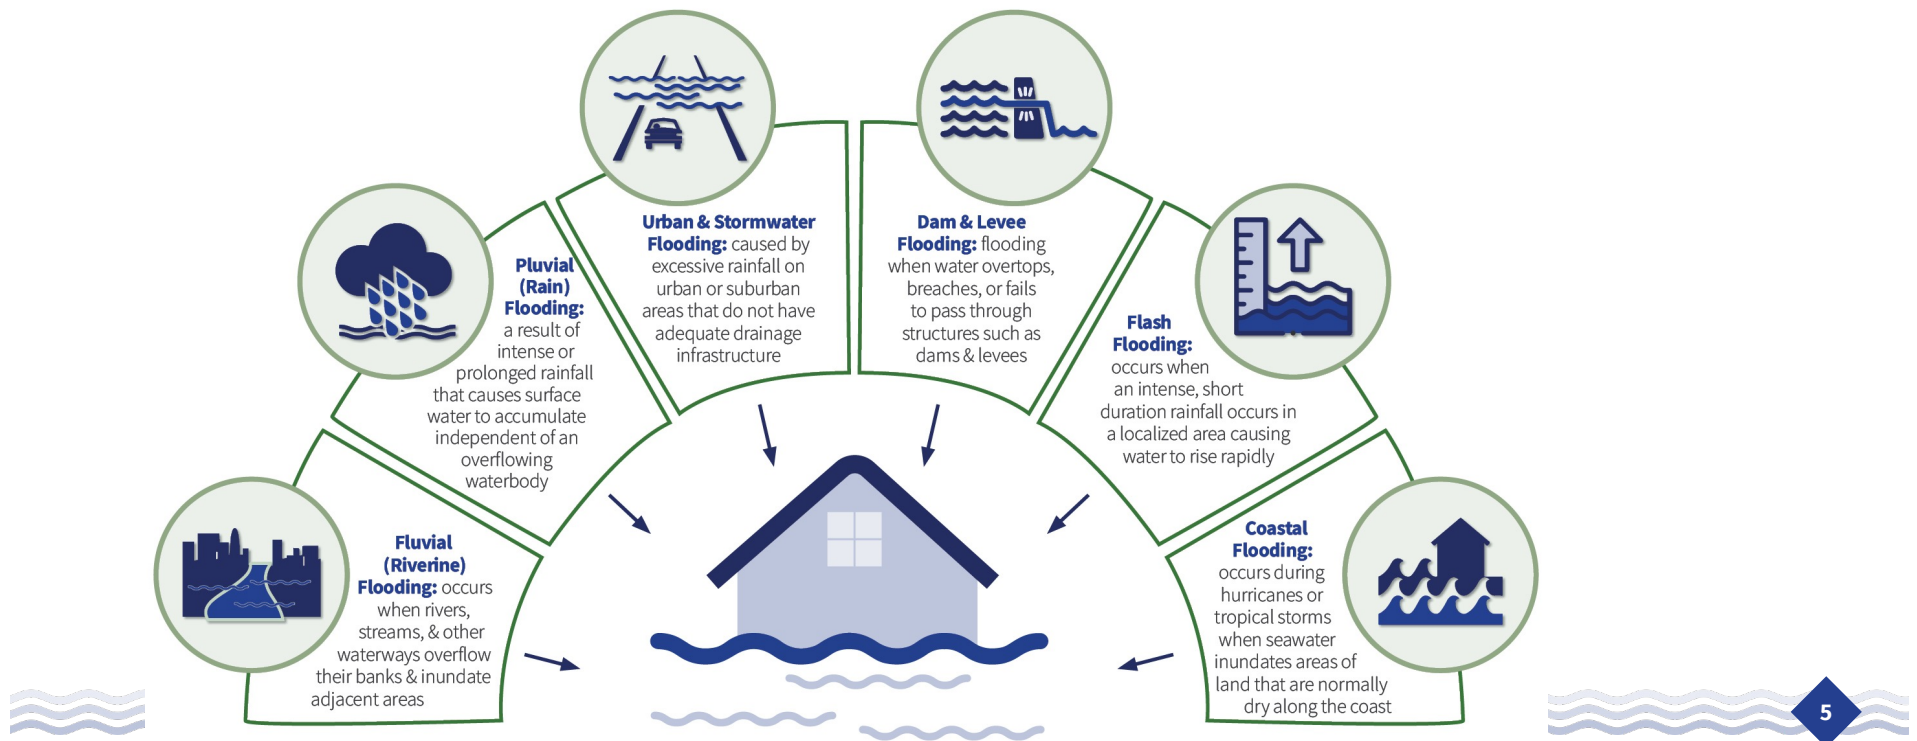 Fluvial
(Riverine)
Flooding: occurs
when rivers,
streams, & other
waterways overflow
their banks & inundate
adjacent areas
Pluvial
(Rain)
Flooding:
a result of
intense or
prolonged rainfall
that causes surface
water to accumulate
independent of an
overflowing
waterbody
Urban & Stormwater
Flooding: caused by
excessive rainfall on
urban or suburban
areas that do not have
adequate drainage
infrastructure
Dam & Levee
Flooding: flooding
when water overtops,
breaches, or fails
to pass through
structures such as
dams & levees
Flash
Flooding:
occurs when
an intense, short
duration rainfall occurs in
a localized area causing
water to rise rapidly
Coastal
Flooding:
occurs during
hurricanes or
tropical storms
when seawater
inundates areas of
land that are normally
dry along the coast
5